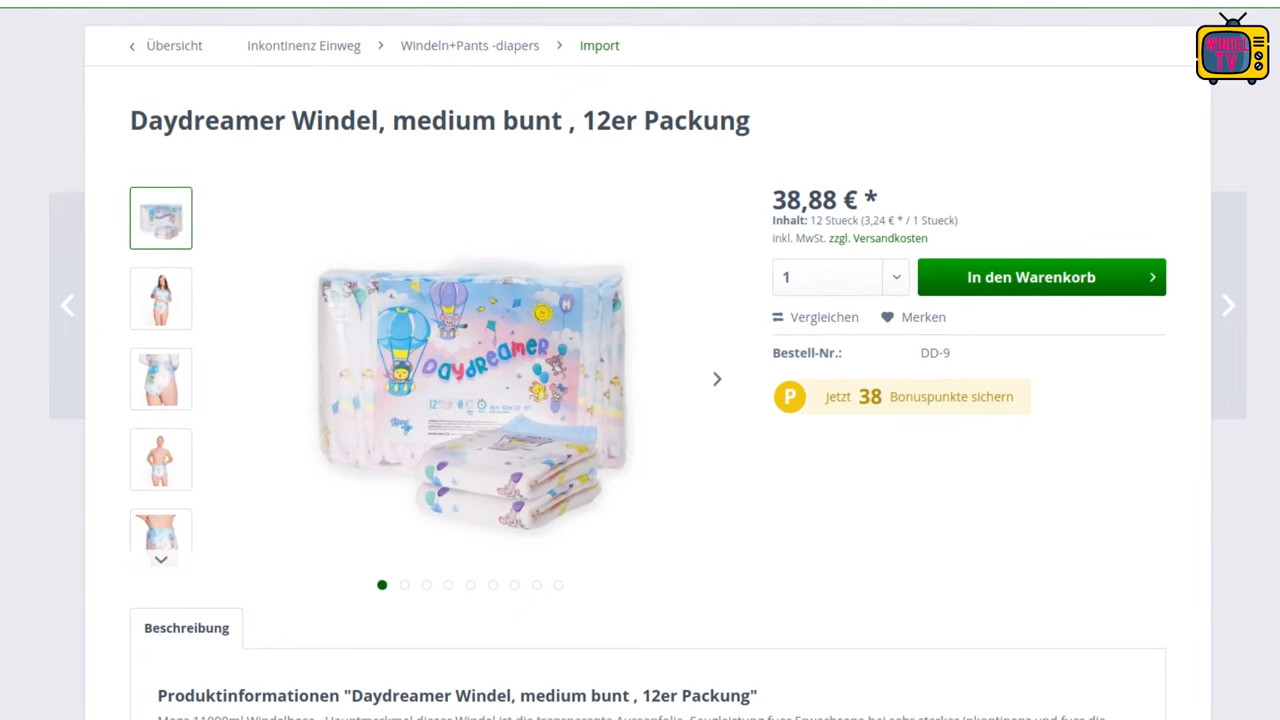 WINDEL
TV
Übersicht
Inkontinenz Einweg
Windeln+Pants -diapers
Import
Daydreamer Windel, medium bunt , 12er Packung
38,88 € *
Inhalt: 12 Stueck (3,24 € * / 1 Stueck)
inkl. MwSt. zzgl. Versandkosten
1
In den Warenkorb
Vergleichen
Merken
Bestell-Nr.:
DD-9
P
Jetzt 38 Bonuspunkte sichern
M
DAYDREAMER
12
Beschreibung
Produktinformationen "Daydreamer Windel, medium bunt , 12er Packung"